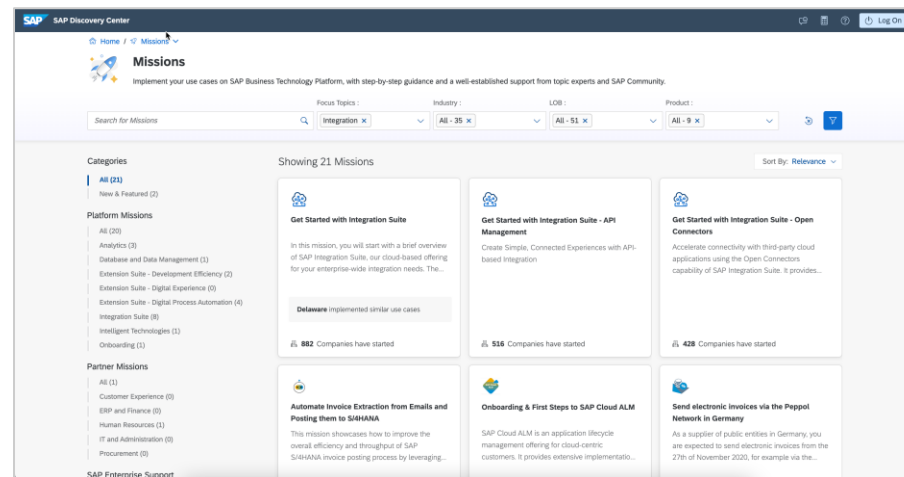 SAP SAP Discovery Center
Log On
Home / Missions
Missions
Implement your use cases on SAP Business Technology Platform, with step-by-step guidance and a well-established support from topic experts and SAP Community.
Focus Topics : Industry : LOB : Product :
Search for Missions Integration × All - 35 × All - 51 × All - 9 ×
Categories
All (21)
New & Featured (2)
Platform Missions
All (20)
Analytics (3)
Database and Data Management (1)
Extension Suite - Development Efficiency (2)
Extension Suite - Digital Experience (0)
Extension Suite - Digital Process Automation (4)
Integration Suite (8)
Intelligent Technologies (1)
Onboarding (1)
Partner Missions
All (1)
Customer Experience (0)
ERP and Finance (0)
Human Resources (1)
IT and Administration (0)
Procurement (0)
SAP Enterprise Support
Showing 21 Missions
Sort By: Relevance
Get Started with Integration Suite
In this mission, you will start with a brief overview
of SAP Integration Suite, our cloud-based offering
for your enterprise-wide integration needs. The...
Delaware implemented similar use cases
882 Companies have started
Get Started with Integration Suite - API
Management
Create Simple, Connected Experiences with API-
based Integration
516 Companies have started
Get Started with Integration Suite - Open
Connectors
Accelerate connectivity with third-party cloud
applications using the Open Connectors
capability of SAP Integration Suite. It provides...
428 Companies have started
Automate Invoice Extraction from Emails and
Posting them to S/4HANA
This mission showcases how to improve the
overall efficiency and throughput of SAP
S/4HANA invoice posting process by leveraging...
Onboarding & First Steps to SAP Cloud ALM
SAP Cloud ALM is an application lifecycle
management offering for cloud-centric
customers. It provides extensive implementatio...
Send electronic invoices via the Peppol
Network in Germany
As a supplier of public entities in Germany, you
are expected to send electronic invoices from the
27th of November 2020, for example via the...